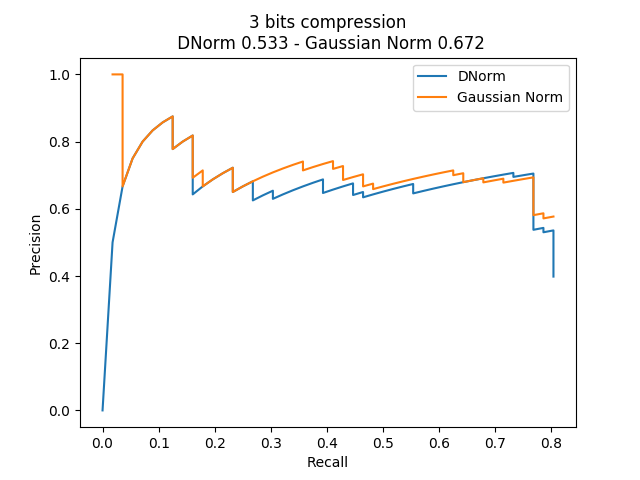 3 bits compression
DNorm 0.533 - Gaussian Norm 0.672
DNorm
Gaussian Norm
1.0
0.8
0.6
0.4
0.2
0.0
Precision
0.0 0.1 0.2 0.3 0.4 0.5 0.6 0.7 0.8
Recall